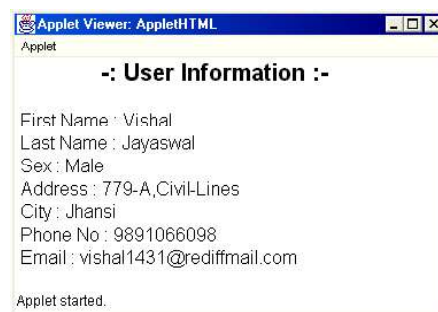 Applet Viewer: AppletHTML
Applet
-: User Information :-
First Name : Vishal
Last Name : Jayaswal
Sex : Male
Address : 779-A,Civil-Lines
City : Jhansi
Phone No : 9891066098
Email : vishal1431@rediffmail.com
Applet started.